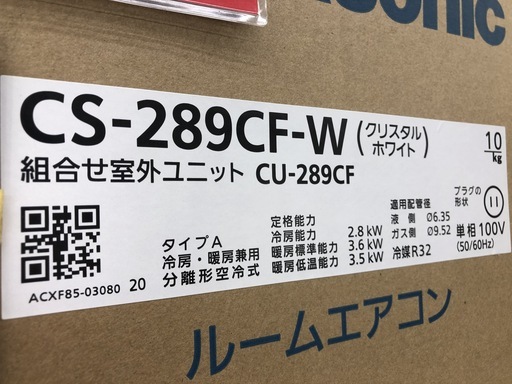 sonic
CS-289CF-W (クリスタルホワイト)
10/kg
組合せ室外ユニット CU-289CF
タイプA
冷房・暖房兼用
分離形空冷式
定格能力
冷房能力 2.8 kW
暖房標準能力 3.6 kW
暖房低温能力 3.5 kW
適用配管径
液 側 ∅6.35
ガス側 ∅9.52
冷媒R32
プラグの
形状
単相100V
(50/60Hz)
ACXF85-03080 20
ルームエアコン